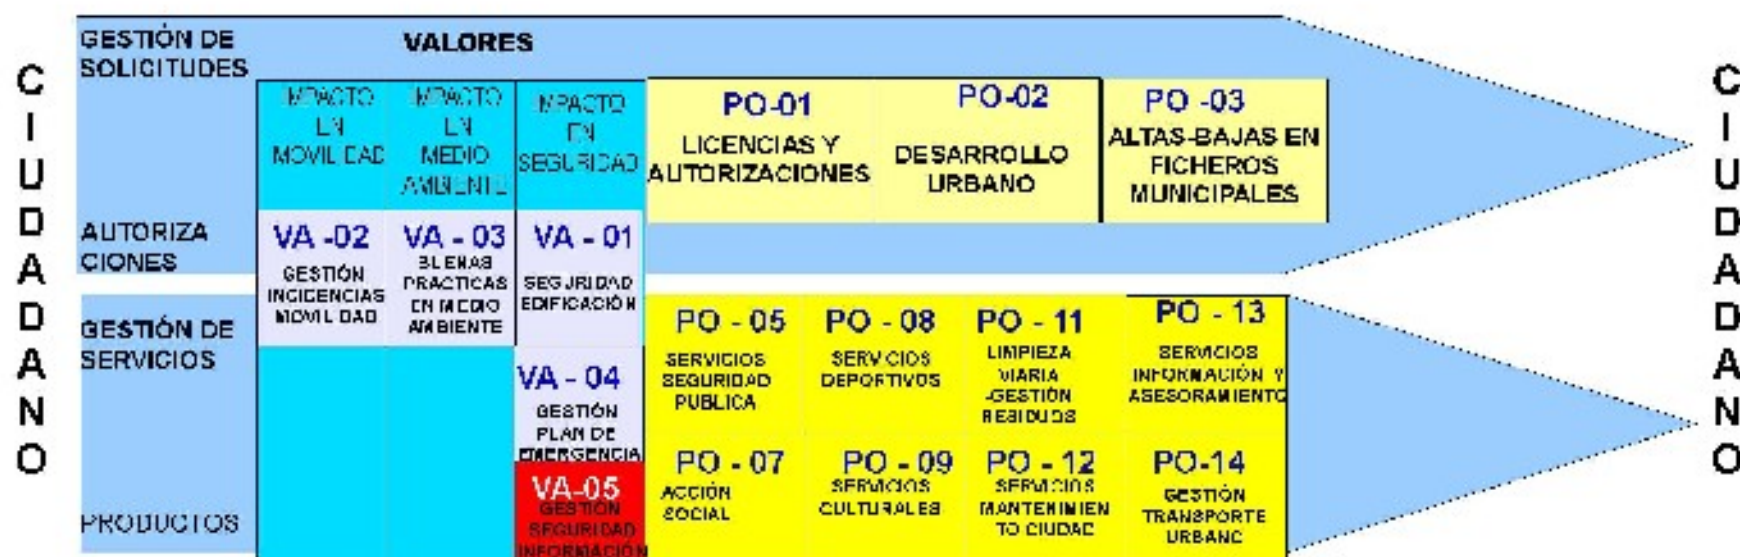 CIUDADANO
GESTIÓN DE
SOLICITUDES
VALORES
IMPACTO
EN
MOVILIDAD
IMPACTO
EN
MEDIO
AMBIENTE
IMPACTO
EN
SEGURIDAD
PO-01
LICENCIAS Y
AUTORIZACIONES
PO-02
DESARROLLO
URBANO
PO -03
ALTAS-BAJAS EN
FICHEROS
MUNICIPALES
AUTORIZA
CIONES
VA -02
GESTIÓN
INCIDENCIAS
MOVILIDAD
VA - 03
BUENAS
PRACTICAS
EN MEDIO
AMBIENTE
VA - 01
SEGURIDAD
EDIFICACIÓN
GESTIÓN DE
SERVICIOS
VA - 04
GESTIÓN
PLAN DE
EMERGENCIA
VA-05
GESTIÓN
SEGURIDAD
INFORMACIÓN
PO - 05
SERVICIOS
SEGURIDAD
PUBLICA
PO - 08
SERVICIOS
DEPORTIVOS
PO - 11
LIMPIEZA
VIARIA
-GESTIÓN
RESIDUOS
PO - 13
SERVICIOS
INFORMACIÓN Y
ASESORAMIENTO
PO - 07
ACCIÓN
SOCIAL
PO - 09
SERVICIOS
CULTURALES
PO - 12
SERVICIOS
MANTENIMIEN
TO CIUDAD
PO-14
GESTIÓN
TRANSPORTE
URBANO
PRODUCTOS
CIUDADANO